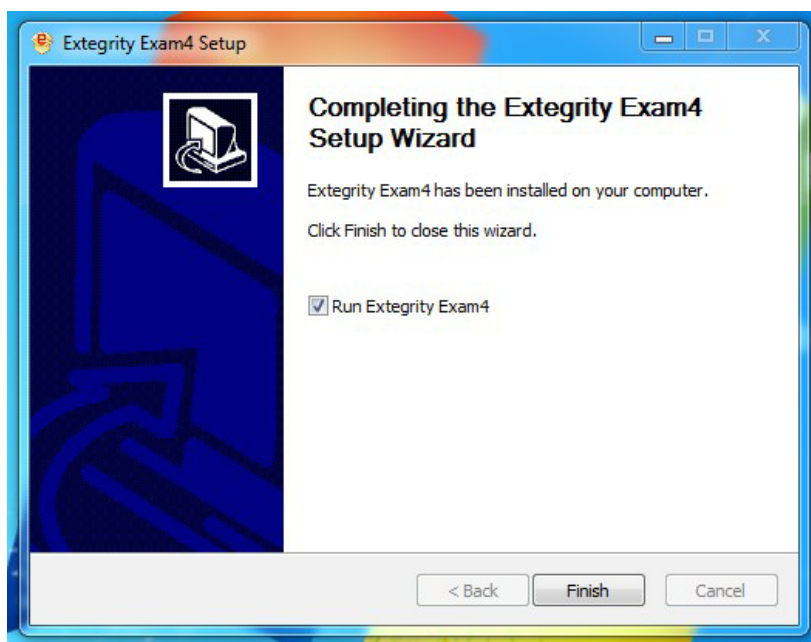 Extegrity Exam4 Setup
Completing the Extegrity Exam4
Setup Wizard
Extegrity Exam4 has been installed on your computer.
Click Finish to close this wizard.
Run Extegrity Exam4
< Back
Finish
Cancel